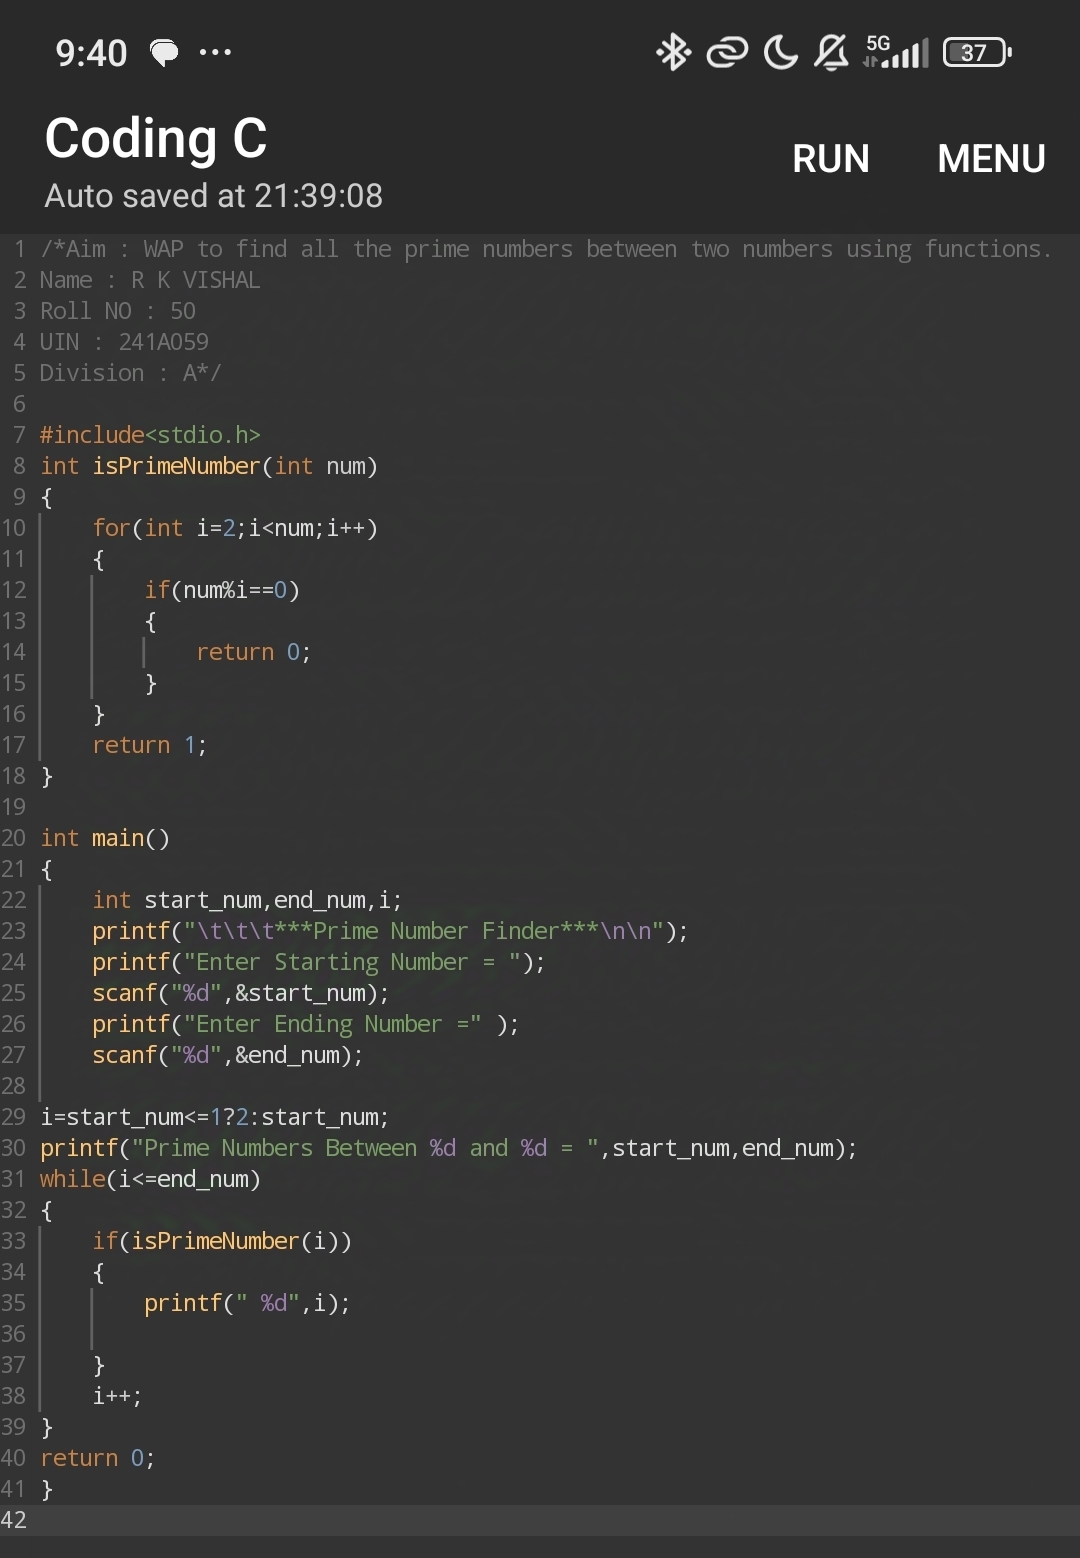 9:40 ... 5G 37
Coding C
RUN MENU
Auto saved at 21:39:08
1 /*Aim : WAP to find all the prime numbers between two numbers using functions.
2 Name : R K VISHAL
3 Roll NO : 50
4 UIN : 241A059
5 Division : A*/
6
7 #include<stdio.h>
8 int isPrimeNumber(int num)
9 {
10     for(int i=2;i<num;i++)
11     {
12         if(num%i==0)
13         {
14             return 0;
15         }
16     }
17     return 1;
18 }
19
20 int main()
21 {
22     int start_num,end_num,i;
23     printf("\t\t\t***Prime Number Finder***\n\n");
24     printf("Enter Starting Number = ");
25     scanf("%d",&start_num);
26     printf("Enter Ending Number =" );
27     scanf("%d",&end_num);
28
29 i=start_num<=1?2:start_num;
30 printf("Prime Numbers Between %d and %d = ",start_num,end_num);
31 while(i<=end_num)
32 {
33     if(isPrimeNumber(i))
34     {
35         printf(" %d",i);
36
37     }
38     i++;
39 }
40 return 0;
41 }
42